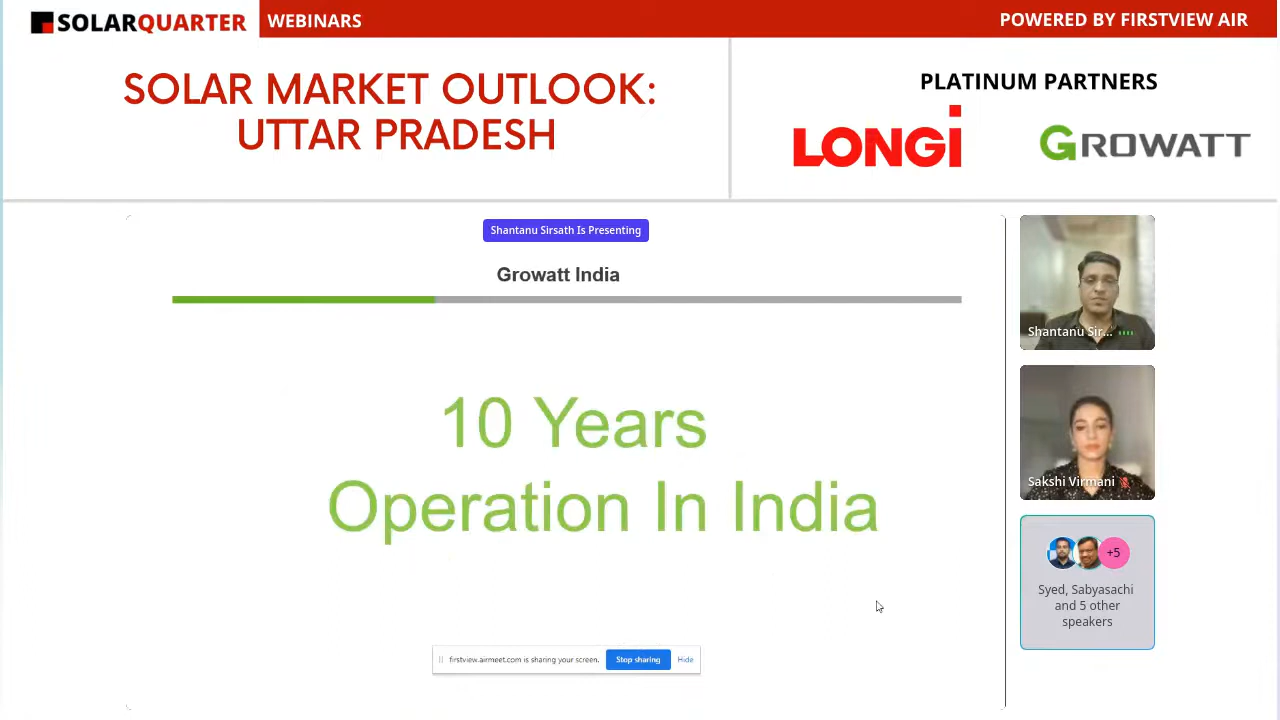 SOLARQUARTER WEBINARS
POWERED BY FIRSTVIEW AIR
SOLAR MARKET OUTLOOK:
UTTAR PRADESH
PLATINUM PARTNERS
LONGi
GROWATT
Shantanu Sirsath Is Presenting
Growatt India
10 Years
Operation In India
firstview.airmeet.com is sharing your screen.
Stop sharing
Hide
Shantanu Sir...
Sakshi Virmani
+5
Syed, Sabyasachi
and 5 other
speakers